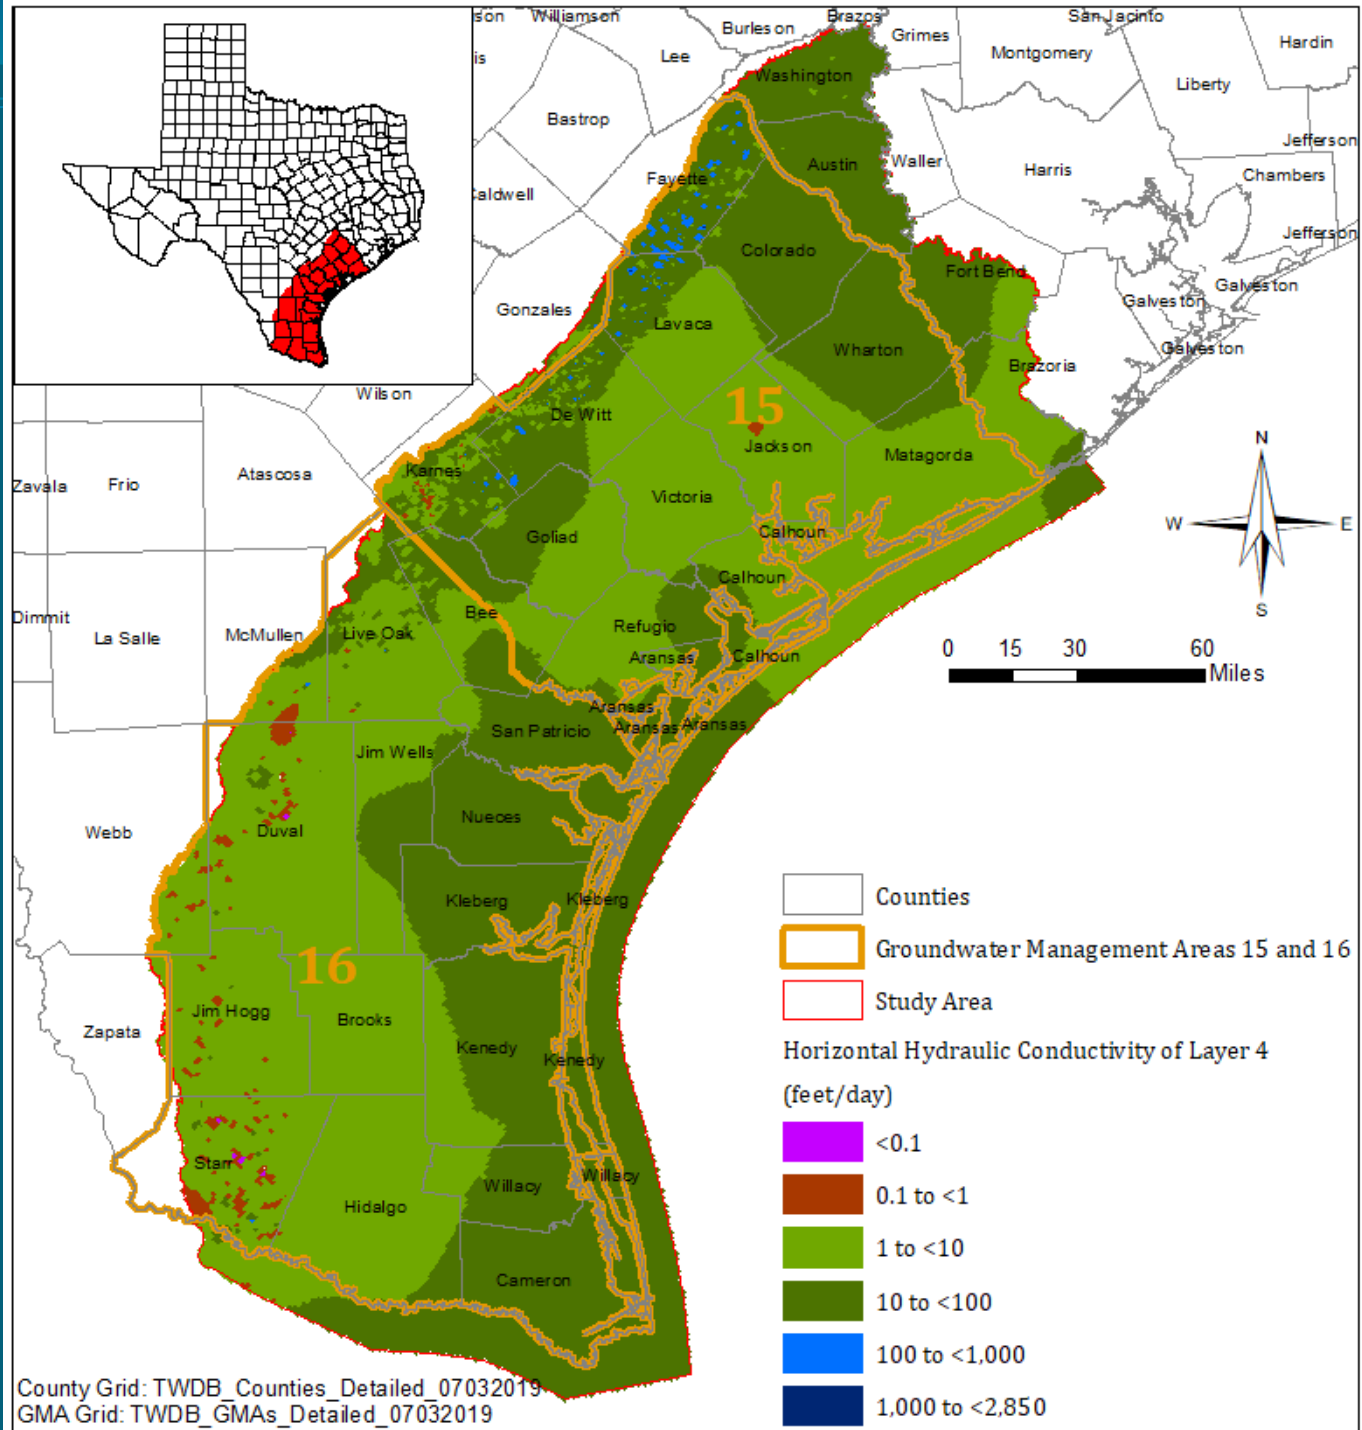 son
Williamson
Burleson
Brazos
Grimes
San Jacinto
Hardin
is
Lee
Montgomery
Liberty
Washington
Bastrop
Jefferson
Austin
Waller
Harris
Chambers
Fayette
aldwell
Jefferson
Colorado
Fort Bend
Galveston
Galveston
Gonzales
Lavaca
Wharton
Galveston
Brazoria
Wilson
De Witt
15
Jackson
Matagorda
Karnes
Atascosa
Zavala
Frio
Victoria
N
W
E
S
Goliad
Calhoun
Calhoun
Dimmit
La Salle
McMullen
Live Oak
Bee
Refugio
Aransas
Calhoun
0 15 30 60
Miles
Aransas
Aransas
Aransas
San Patricio
Jim Wells
Nueces
Webb
Duval
Kleberg
Kleberg
16
Jim Hogg
Brooks
Zapata
Kenedy
Kenedy
Starr
Willacy
Willacy
Hidalgo
Cameron
Counties
Groundwater Management Areas 15 and 16
Study Area
Horizontal Hydraulic Conductivity of Layer 4
(feet/day)
<0.1
0.1 to <1
1 to <10
10 to <100
100 to <1,000
1,000 to <2,850
County Grid: TWDB_Counties_Detailed_07032019
GMA Grid: TWDB_GMAs_Detailed_07032019